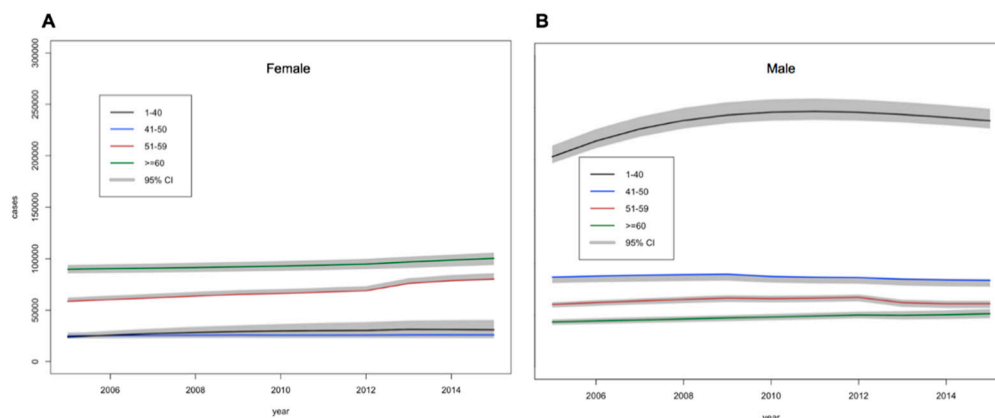 A
Female
300000
250000
200000
150000
100000
50000
0
cases
1-40
41-50
51-59
>=60
95% CI
2006 2008 2010 2012 2014
year
B
Male
1-40
41-50
51-59
>=60
95% CI
2006 2008 2010 2012 2014
year